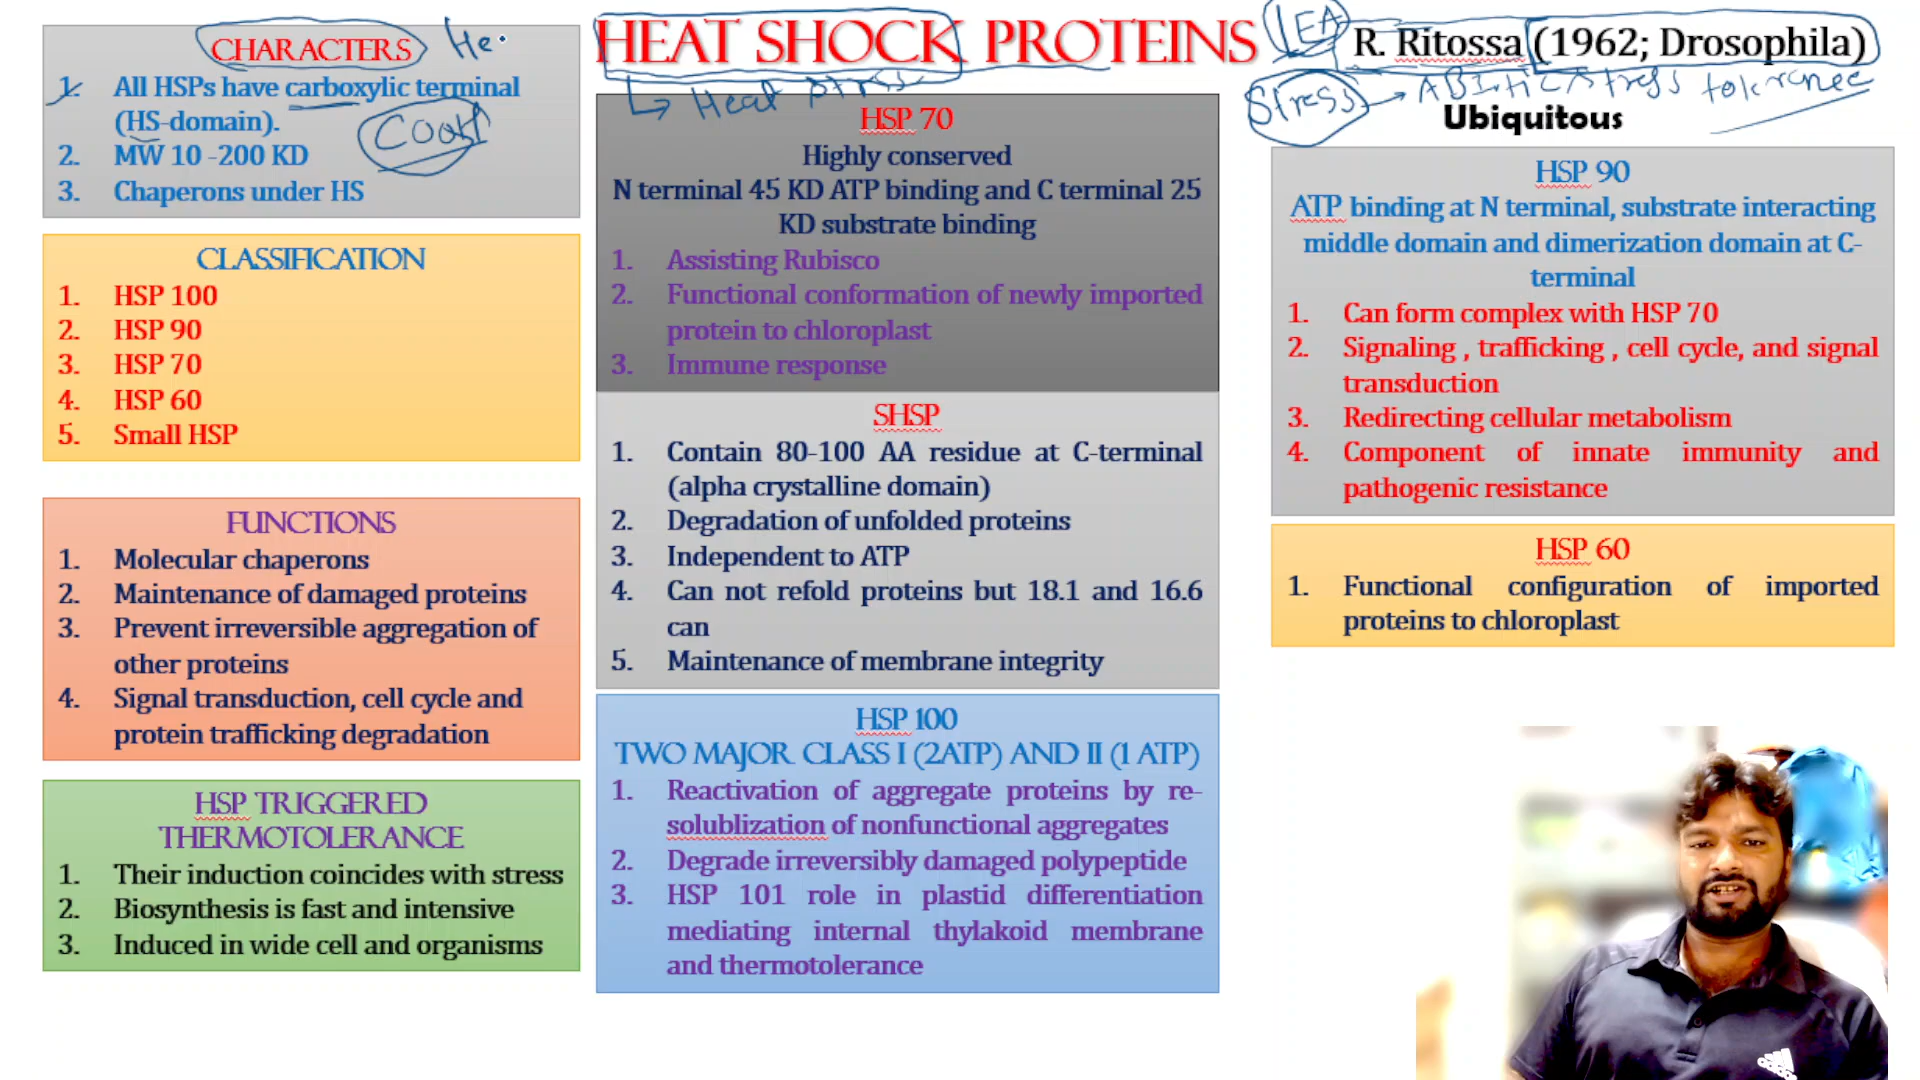 CHARACTERS
He
1. All HSPs have carboxylic terminal
(HS-domain).
COOH
2. MW 10 -200 KD
3. Chaperons under HS
CLASSIFICATION
1. HSP 100
2. HSP 90
3. HSP 70
4. HSP 60
5. Small HSP
FUNCTIONS
1. Molecular chaperons
2. Maintenance of damaged proteins
3. Prevent irreversible aggregation of
other proteins
4. Signal transduction, cell cycle and
protein trafficking degradation
HSP TRIGGERED
THERMOTOLERANCE
1. Their induction coincides with stress
2. Biosynthesis is fast and intensive
3. Induced in wide cell and organisms
HEAT SHOCK PROTEINS
Heat stress
HSP 70
Highly conserved
N terminal 45 KD ATP binding and C terminal 25
KD substrate binding
1. Assisting Rubisco
2. Functional conformation of newly imported
protein to chloroplast
3. Immune response
SHSP
1. Contain 80-100 AA residue at C-terminal
(alpha crystalline domain)
2. Degradation of unfolded proteins
3. Independent to ATP
4. Can not refold proteins but 18.1 and 16.6
can
5. Maintenance of membrane integrity
HSP 100
TWO MAJOR CLASS I (2ATP) AND II (1 ATP)
1. Reactivation of aggregate proteins by re-
solublization of nonfunctional aggregates
2. Degrade irreversibly damaged polypeptide
3. HSP 101 role in plastid differentiation
mediating internal thylakoid membrane
and thermotolerance
LEA
R. Ritossa (1962; Drosophila)
Stress → ABiotic stress tolerance
Ubiquitous
HSP 90
ATP binding at N terminal, substrate interacting
middle domain and dimerization domain at C-
terminal
1. Can form complex with HSP 70
2. Signaling , trafficking , cell cycle, and signal
transduction
3. Redirecting cellular metabolism
4. Component of innate immunity and
pathogenic resistance
HSP 60
1. Functional configuration of imported
proteins to chloroplast